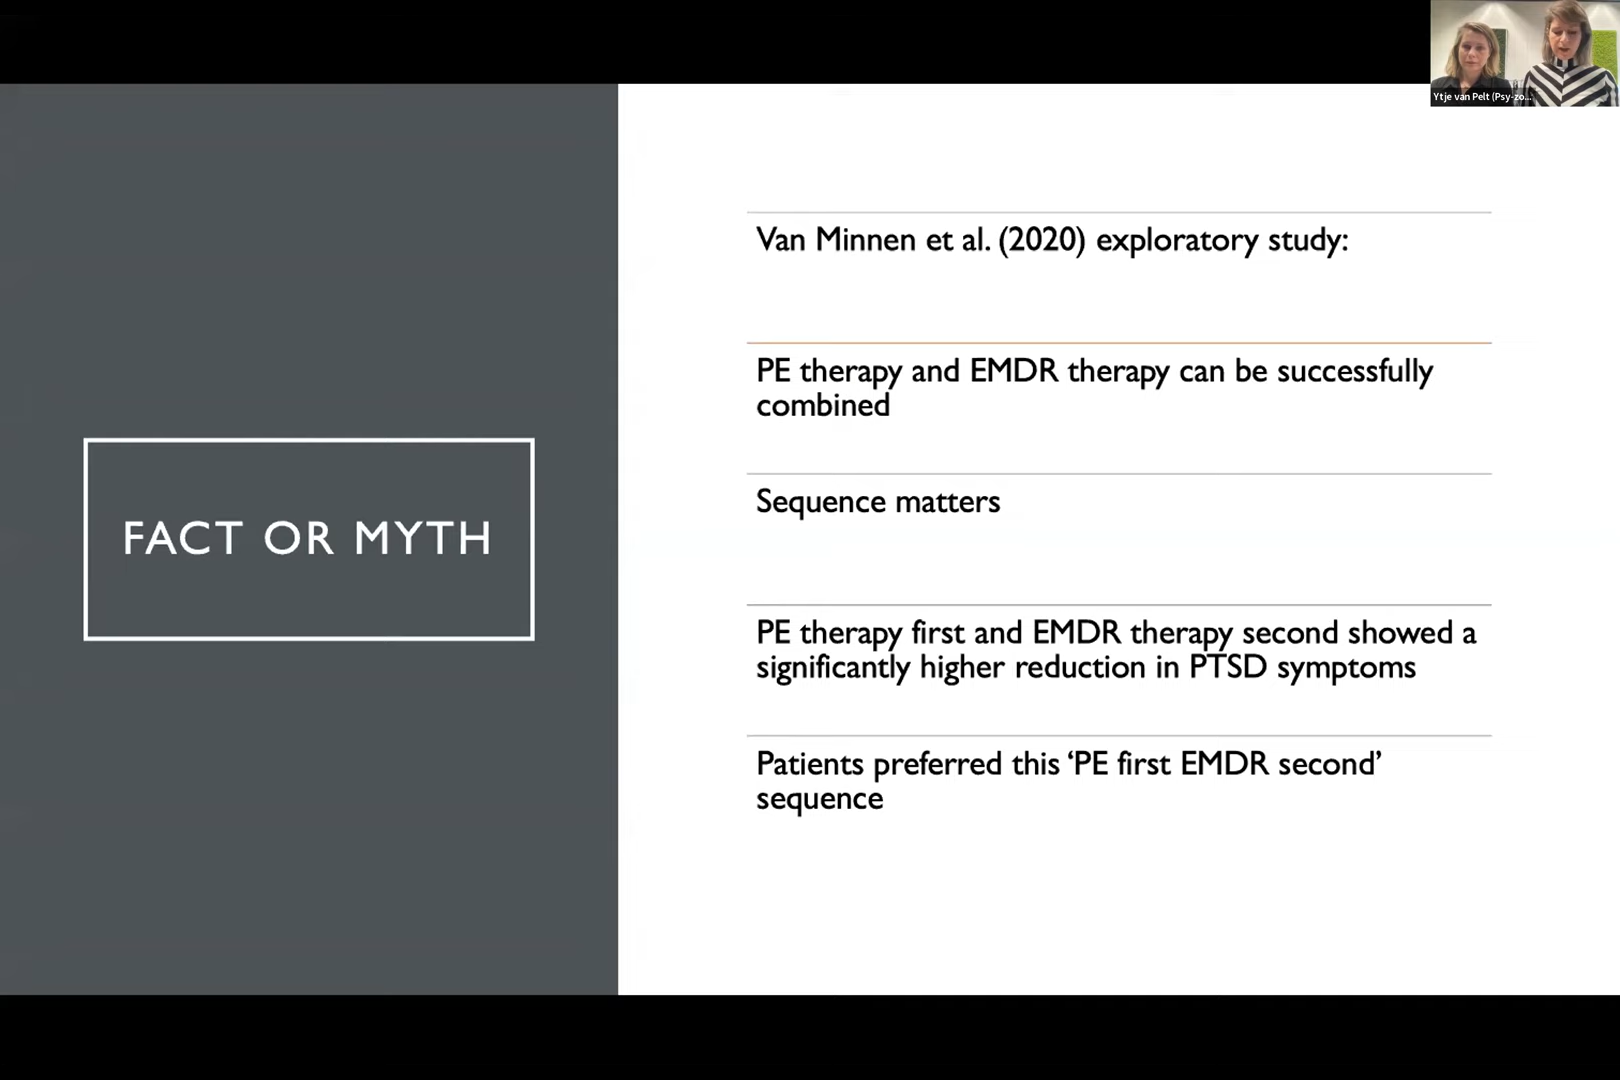 Ytje van Pelt (Psy-zo...
FACT OR MYTH
Van Minnen et al. (2020) exploratory study:
PE therapy and EMDR therapy can be successfully
combined
Sequence matters
PE therapy first and EMDR therapy second showed a
significantly higher reduction in PTSD symptoms
Patients preferred this ‘PE first EMDR second’
sequence